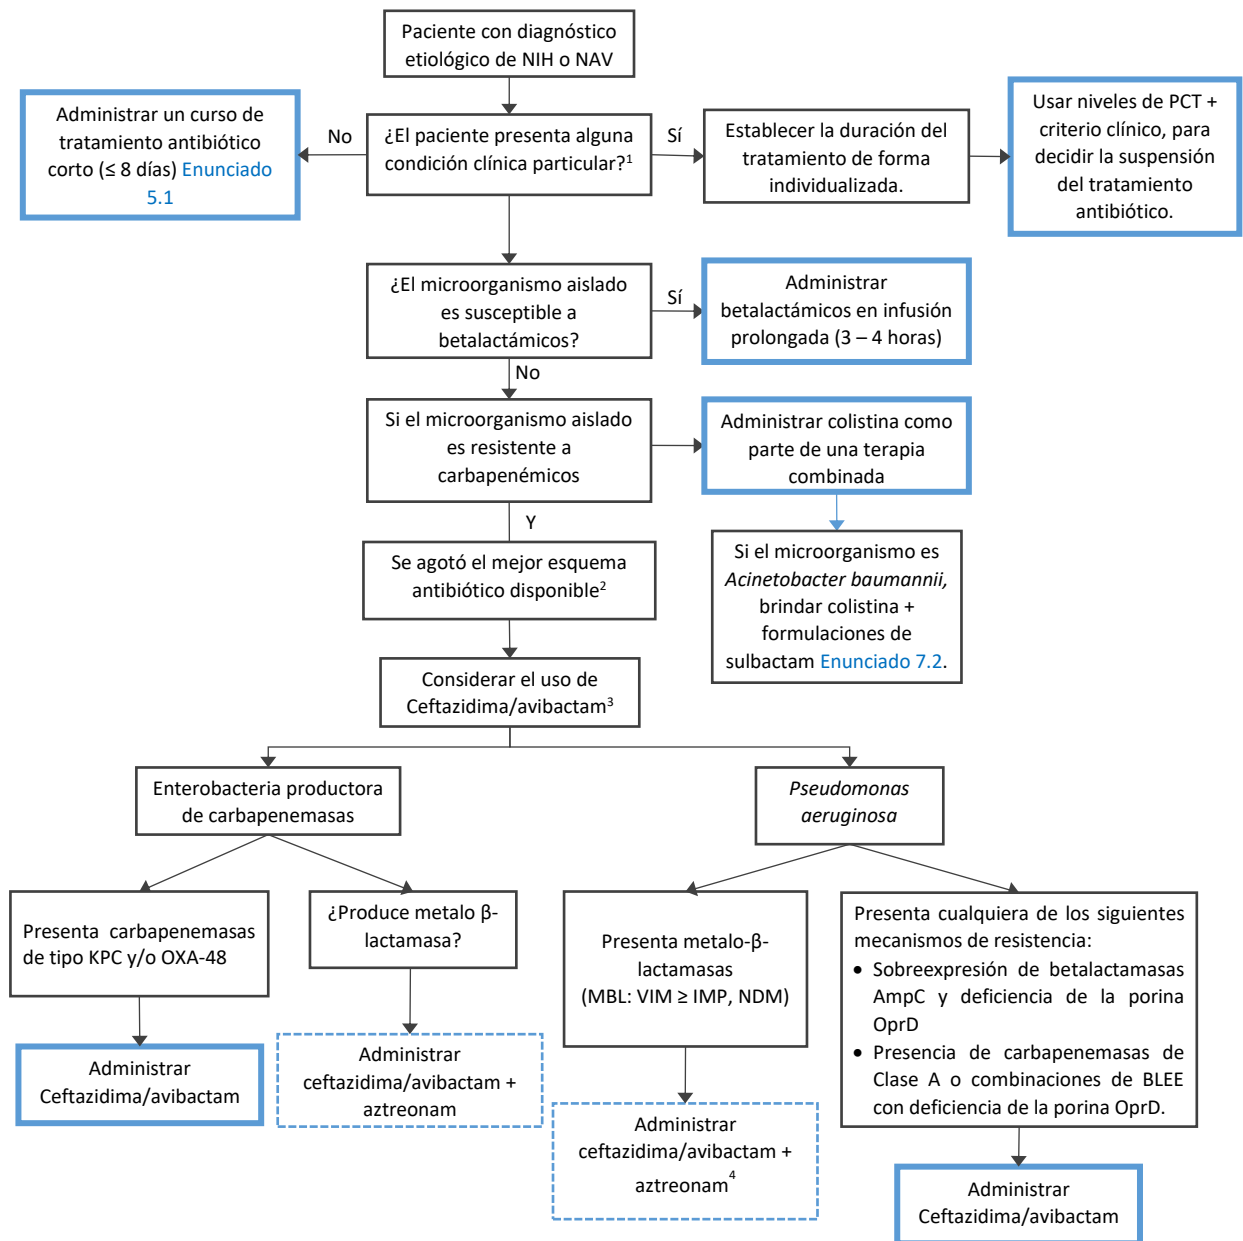 Paciente con diagnóstico
etiológico de NIH o NAV
Administrar un curso de
tratamiento antibiótico
corto (≤ 8 días) Enunciado
5.1
No
¿El paciente presenta alguna
condición clínica particular?¹
Sí
Establecer la duración del
tratamiento de forma
individualizada.
Usar niveles de PCT +
criterio clínico, para
decidir la suspensión
del tratamiento
antibiótico.
¿El microorganismo aislado
es susceptible a
betalactámicos?
Sí
Administrar
betalactámicos en infusión
prolongada (3 – 4 horas)
No
Si el microorganismo aislado
es resistente a
carbapenémicos
Administrar colistina como
parte de una terapia
combinada
Y
Se agotó el mejor esquema
antibiótico disponible²
Si el microorganismo es
Acinetobacter baumannii,
brindar colistina +
formulaciones de
sulbactam Enunciado 7.2.
Considerar el uso de
Ceftazidima/avibactam³
Enterobacteria productora
de carbapenemasas
Pseudomonas
aeruginosa
Presenta carbapenemasas
de tipo KPC y/o OXA-48
¿Produce metalo β-
lactamasa?
Presenta metalo-β-
lactamasas
(MBL: VIM ≥ IMP, NDM)
Presenta cualquiera de los siguientes
mecanismos de resistencia:
• Sobreexpresión de betalactamasas
AmpC y deficiencia de la porina
OprD
• Presencia de carbapenemasas de
Clase A o combinaciones de BLEE
con deficiencia de la porina OprD.
Administrar
Ceftazidima/avibactam
Administrar
ceftazidima/avibactam +
aztreonam
Administrar
ceftazidima/avibactam +
aztreonam⁴
Administrar
Ceftazidima/avibactam